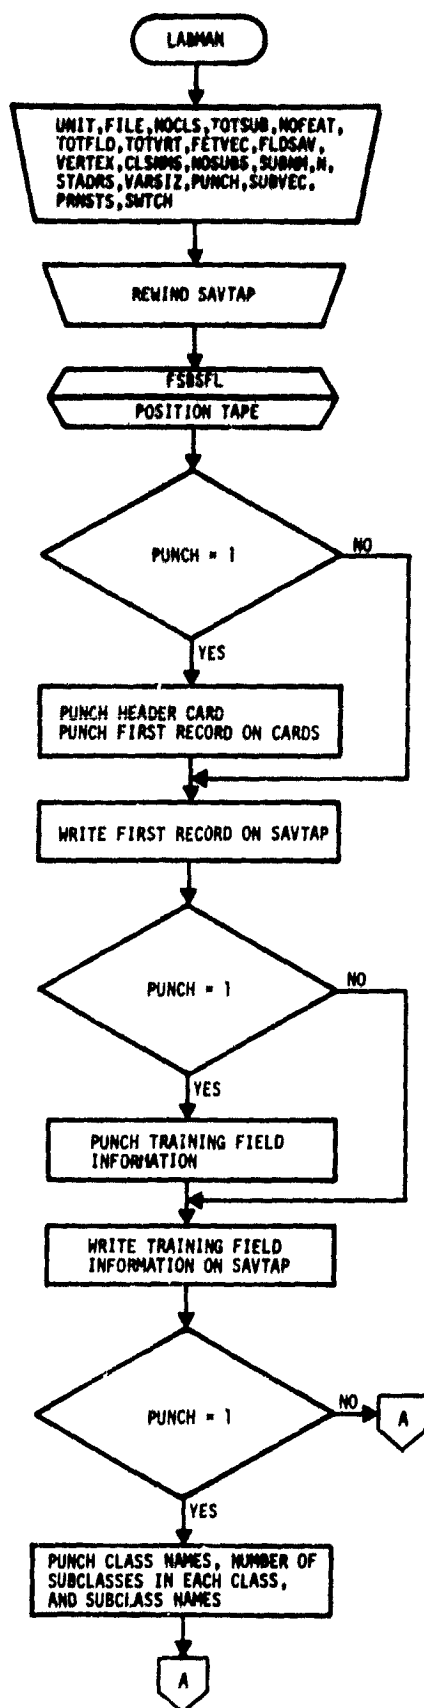 LABMAN
UNIT,FILE,NOCLS,TOTSUB,NOFEAT,
TOTFLD,TOTVRT,FETVEC,FLDSAV,
VERTEX,CLSNMS,NOSUBS,SUBNM,N,
STADRS,VARSIZ,PUNCH,SUBVEC,
PRNSTS,SWTCH
REWIND SAVTAP
FSBSFL
POSITION TAPE
PUNCH = 1
NO
YES
PUNCH HEADER CARD
PUNCH FIRST RECORD ON CARDS
WRITE FIRST RECORD ON SAVTAP
PUNCH = 1
NO
YES
PUNCH TRAINING FIELD
INFORMATION
WRITE TRAINING FIELD
INFORMATION ON SAVTAP
PUNCH = 1
NO
A
YES
PUNCH CLASS NAMES, NUMBER OF
SUBCLASSES IN EACH CLASS,
AND SUBCLASS NAMES
A